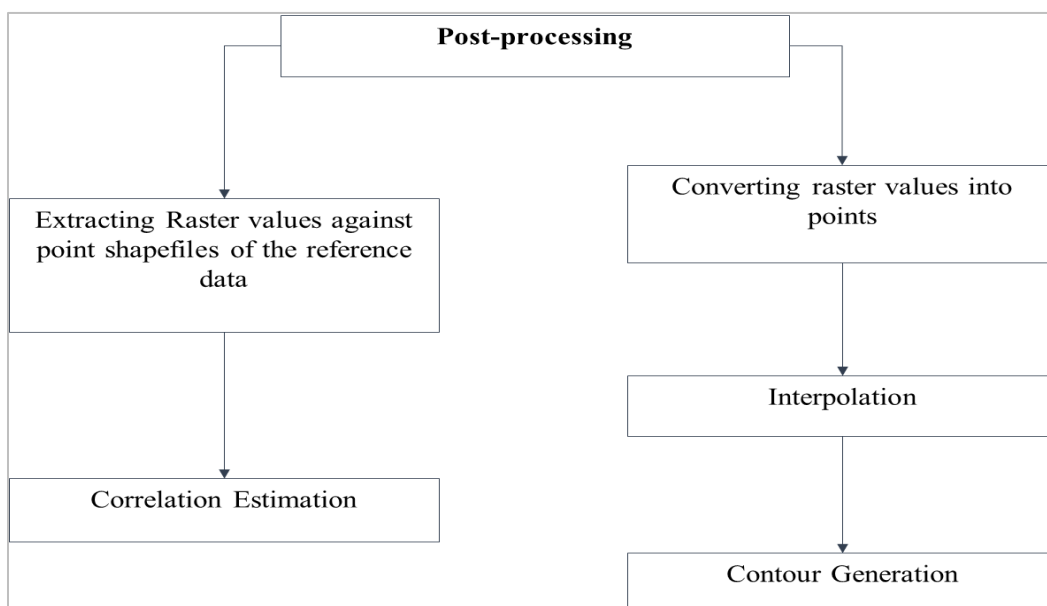 Post-processing
Extracting Raster values against
point shapefiles of the reference
data
Correlation Estimation
Converting raster values into
points
Interpolation
Contour Generation